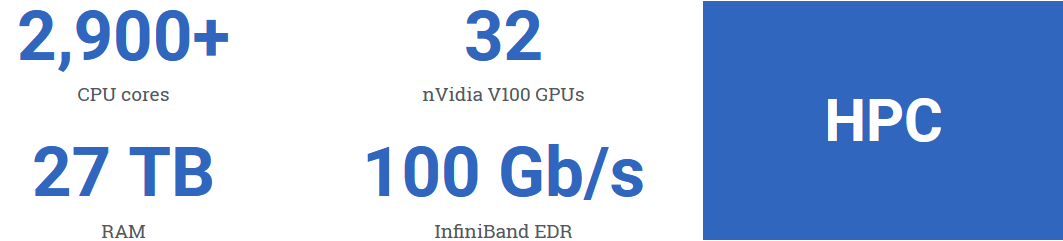 2,900+
CPU cores
32
nVidia V100 GPUs
27 TB
RAM
100 Gb/s
InfiniBand EDR
HPC